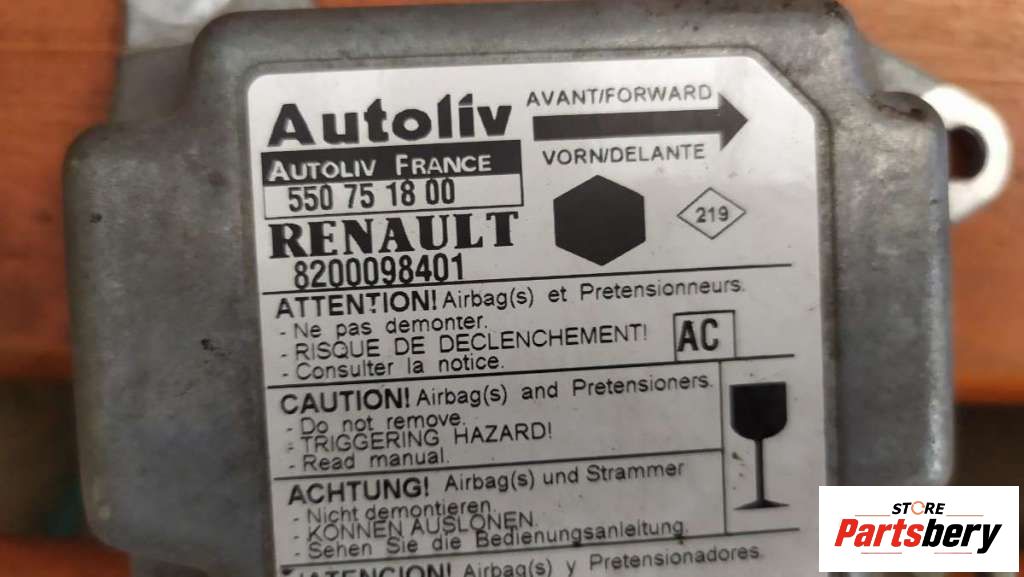 Autoliv
AUTOLIV FRANCE
550 75 18 00
AVANT/FORWARD
VORN/DELANTE
RENAULT
8200098401
219
ATTENTION! Airbag(s) et Pretensionneurs.
- Ne pas demonter.
- RISQUE DE DECLENCHEMENT!
- Consulter la notice.
AC
CAUTION! Airbag(s) and Pretensioners.
- Do not remove.
- TRIGGERING HAZARD!
- Read manual.
ACHTUNG! Airbag(s) und Strammer
- Nicht demontieren.
- KONNEN AUSLONEN.
- Sehen Sie die Bedienungsanleitung.
¡ATENCION! Airbag(s) y Pretensionadores.
STORE
Partsbery